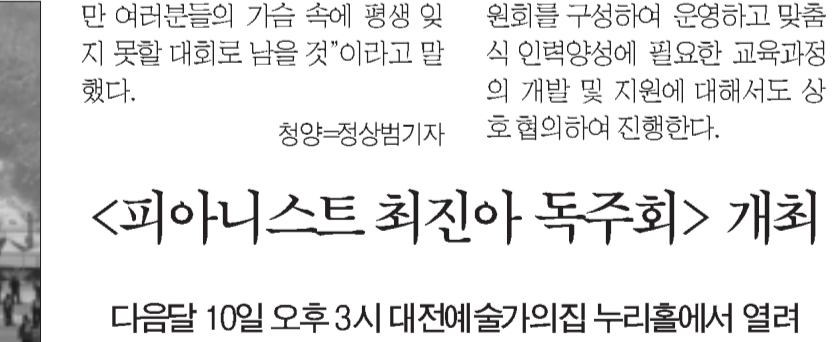 만 여러분들의 가슴 속에 평생 잊
지 못할 대회로 남을 것”이라고 말
했다.
청양=정상범기자
원회를 구성하여 운영하고 맞춤
식 인력양성에 필요한 교육과정
의 개발 및 지원에 대해서도 상
호 협의하여 진행한다.
<피아니스트 최진아 독주회> 개최
다음달 10일 오후 3시 대전예술가의집 누리홀에서 열려